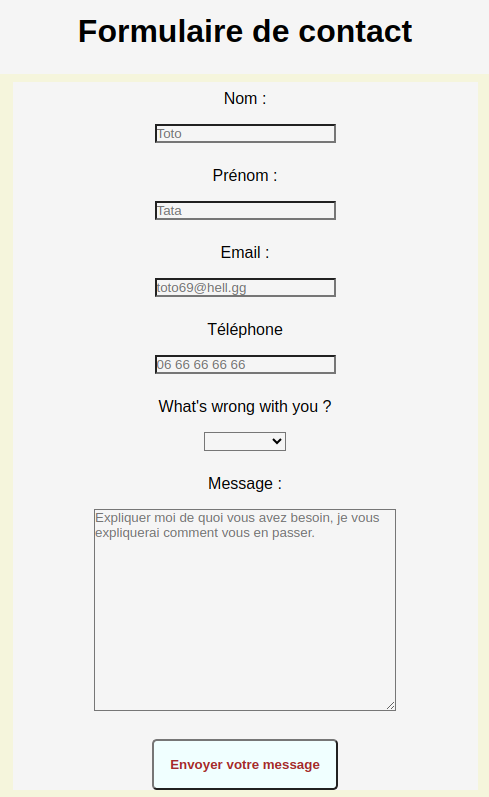 Formulaire de contact
Nom :
Toto
Prénom :
Tata
Email :
toto69@hell.gg
Téléphone
06 66 66 66 66
What's wrong with you ?
Message :
Expliquer moi de quoi vous avez besoin, je vous
expliquerai comment vous en passer.
Envoyer votre message